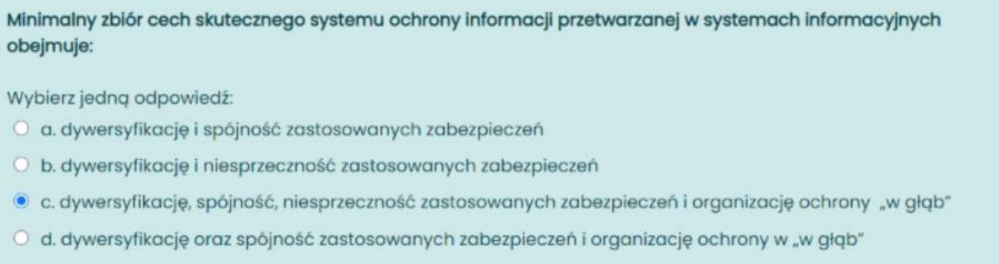 Minimalny zbiór cech skutecznego systemu ochrony informacji przetwarzanej w systemach informacyjnych
obejmuje:
Wybierz jedną odpowiedź:
a. dywersyfikację i spójność zastosowanych zabezpieczeń
b. dywersyfikację i niesprzeczność zastosowanych zabezpieczeń
c. dywersyfikację, spójność, niesprzeczność zastosowanych zabezpieczeń i organizację ochrony „w głąb”
d. dywersyfikację oraz spójność zastosowanych zabezpieczeń i organizację ochrony w „w głąb”